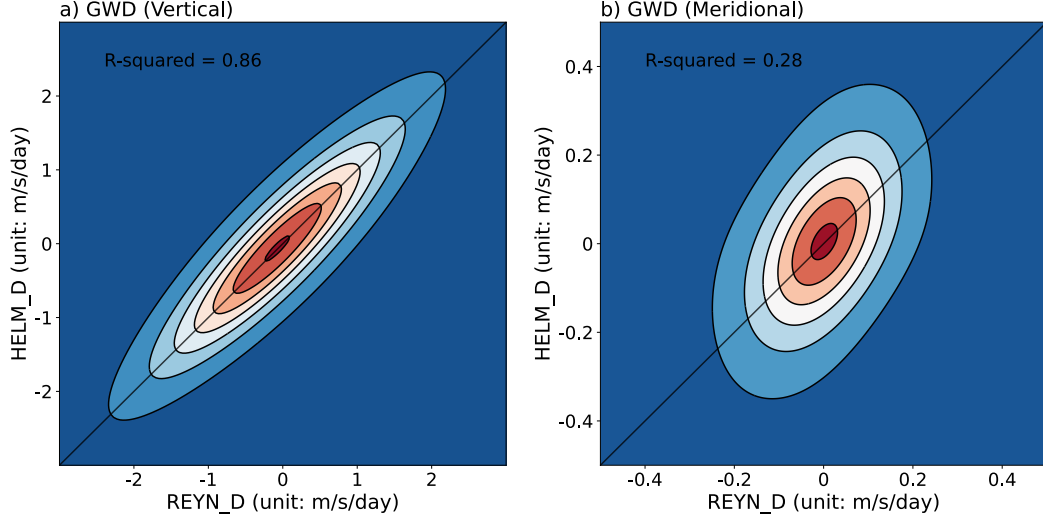 a) GWD (Vertical)
R-squared = 0.86
HELM_D (unit: m/s/day)
2
1
0
-1
-2
-2 -1 0 1 2
REYN_D (unit: m/s/day)
b) GWD (Meridional)
R-squared = 0.28
HELM_D (unit: m/s/day)
0.4
0.2
0
-0.2
-0.4
-0.4 -0.2 0 0.2 0.4
REYN_D (unit: m/s/day)